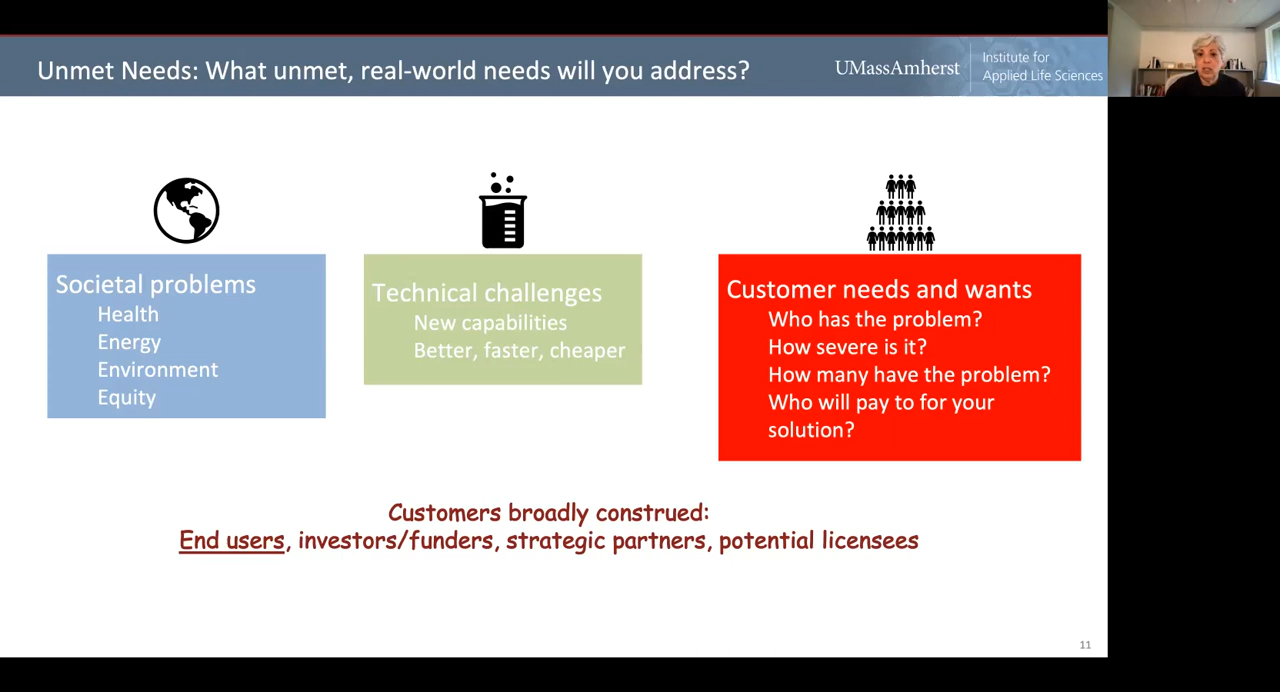 Unmet Needs: What unmet, real-world needs will you address?
UMassAmherst
Institute for
Applied Life Sciences
Societal problems
Health
Energy
Environment
Equity
Technical challenges
New capabilities
Better, faster, cheaper
Customer needs and wants
Who has the problem?
How severe is it?
How many have the problem?
Who will pay to for your
solution?
Customers broadly construed:
End users, investors/funders, strategic partners, potential licensees
11